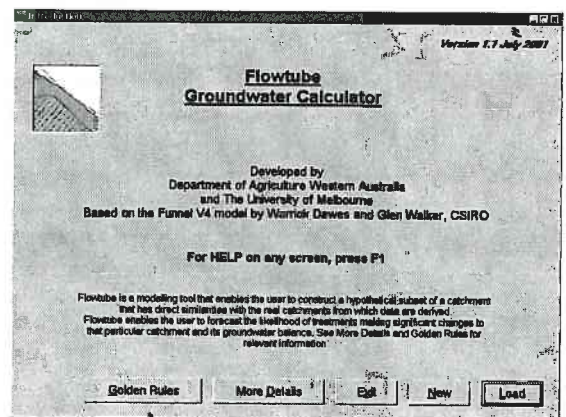 Version 1.1 July 2001
Flowtube
Groundwater Calculator
Developed by
Department of Agriculture Western Australia
and The University of Melbourne
Based on the Funnel V4 model by Warrick Dawes and Glen Walker, CSIRO
For HELP on any screen, press F1
Flowtube is a modelling tool that enables the user to construct a hypothetical subset of a catchment
that has direct similarities with the real catchments from which data are derived.
Flowtube enables the user to forecast the likelihood of treatments making significant changes to
that particular catchment and its groundwater balance. See More Details and Golden Rules for
relevant information
Golden Rules
More Details
Exit
New
Load